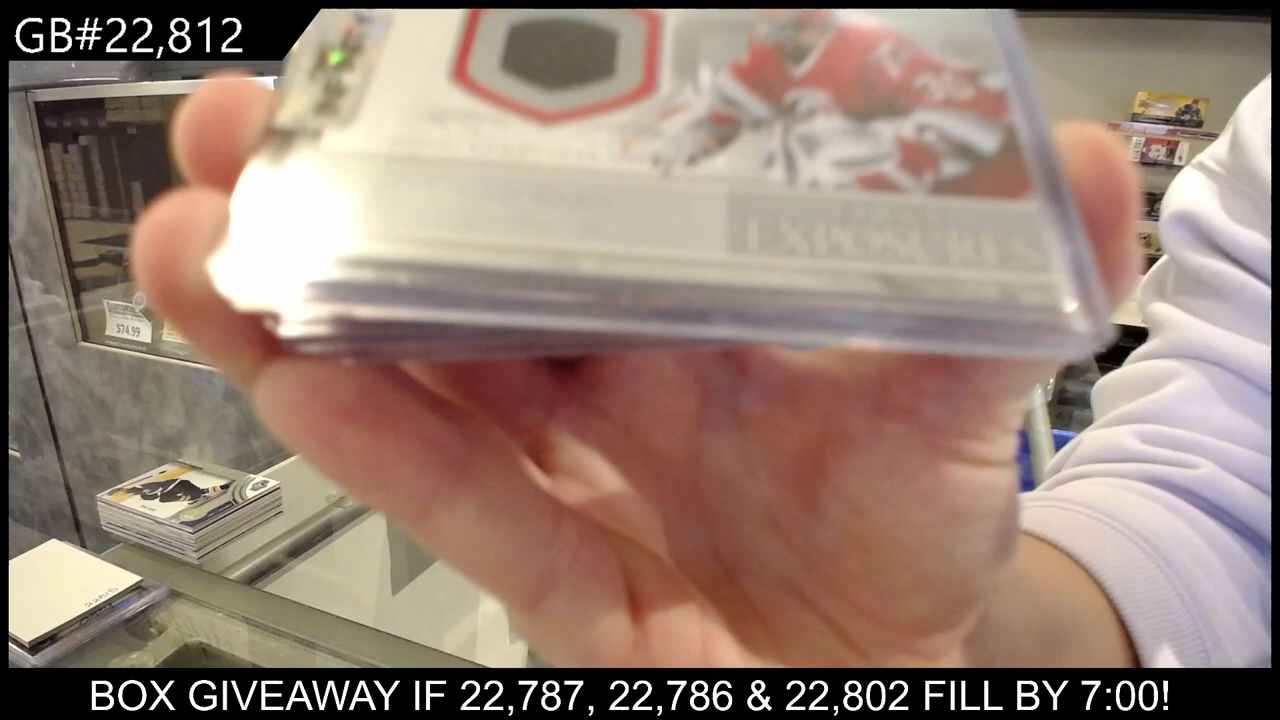 GB#22,812
36
EXPOSURES
$74.99
BOX GIVEAWAY IF 22,787, 22,786 & 22,802 FILL BY 7:00!